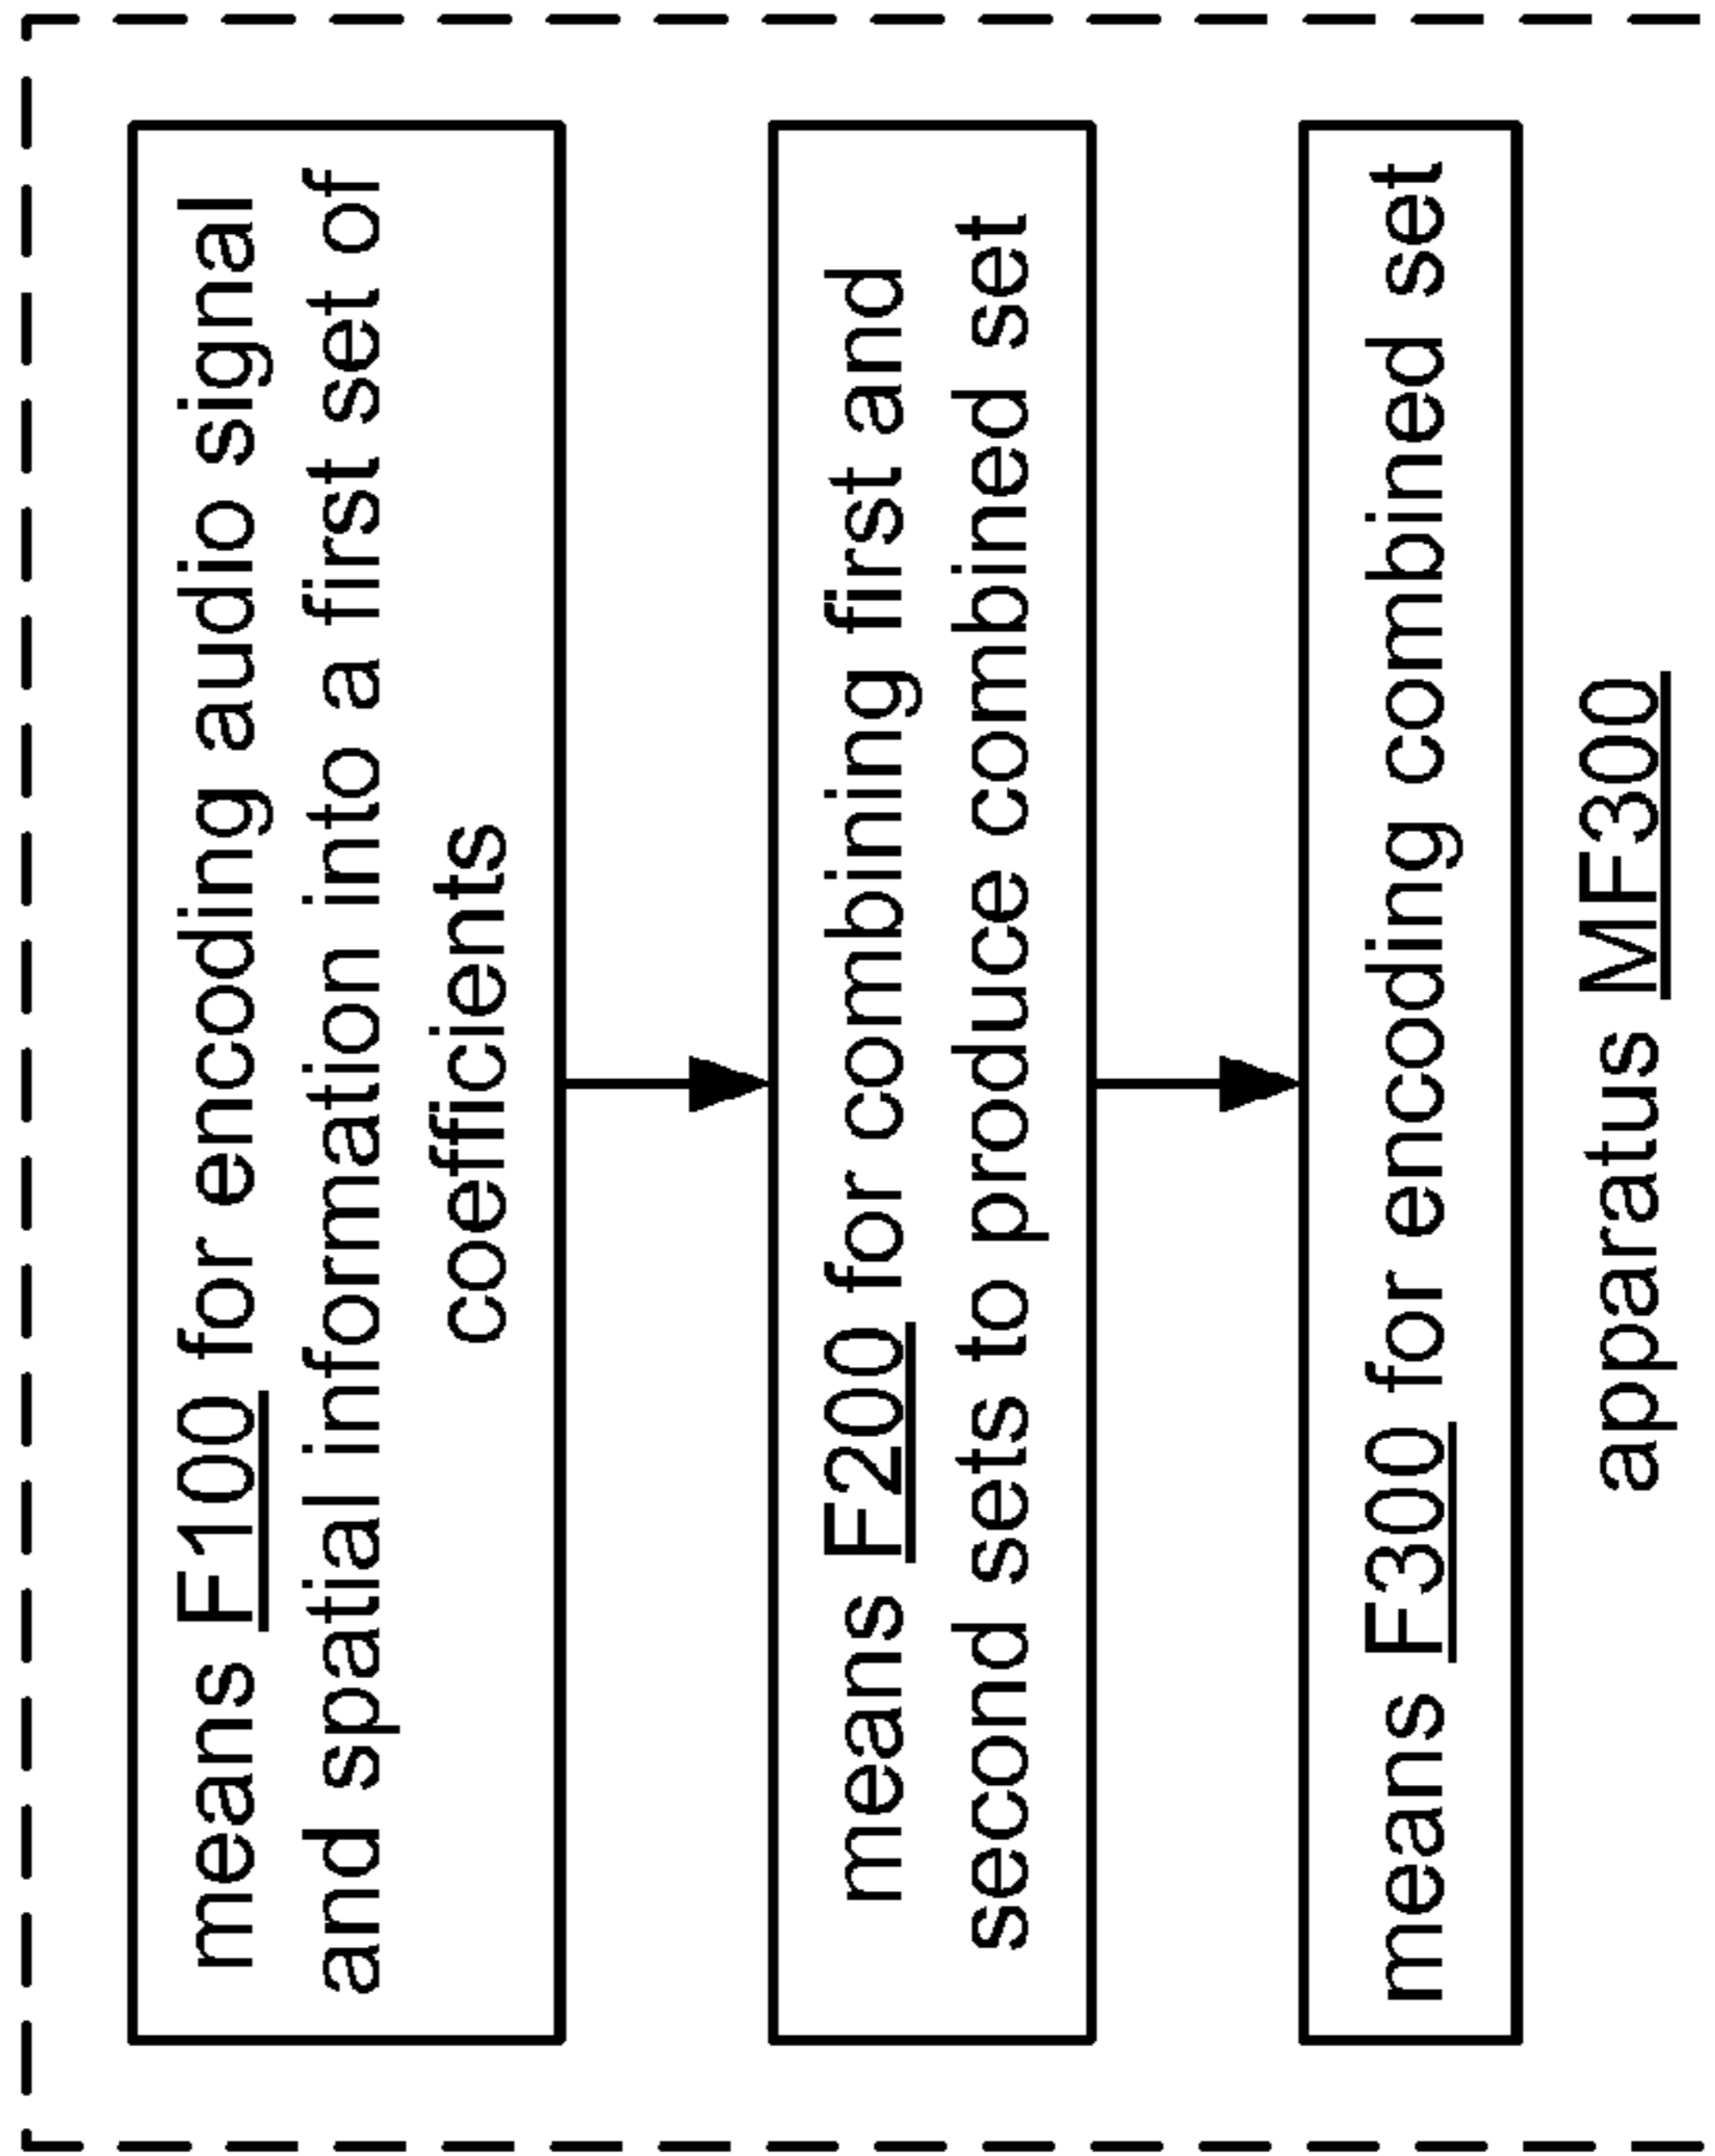 means F100 for encoding audio signal
and spatial information into a first set of
coefficients
means F200 for combining first and
second sets to produce combined set
means F300 for encoding combined set
apparatus MF300